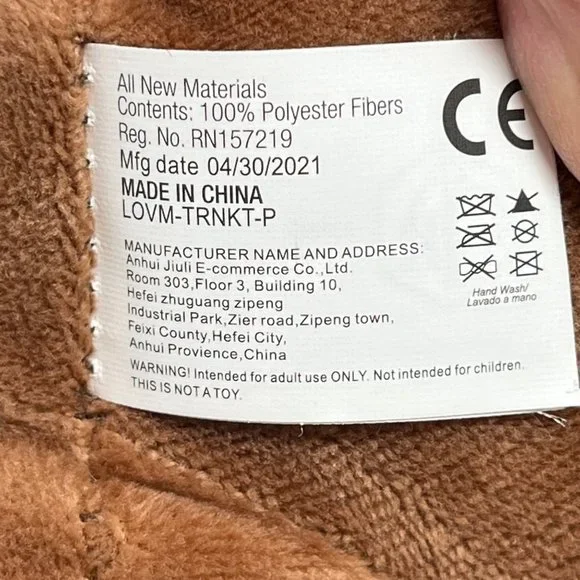 All New Materials
Contents: 100% Polyester Fibers
Reg. No. RN157219
Mfg date 04/30/2021
MADE IN CHINA
LOVM-TRNKT-P
CE
Hand Wash/
Lavado a mano
MANUFACTURER NAME AND ADDRESS:
Anhui Jiuli E-commerce Co.,Ltd.
Room 303,Floor 3, Building 10,
Hefei zhuguang zipeng
Industrial Park,Zier road,Zipeng town,
Feixi County,Hefei City,
Anhui Provience,China
WARNING! Intended for adult use ONLY. Not intended for children.
THIS IS NOT A TOY.